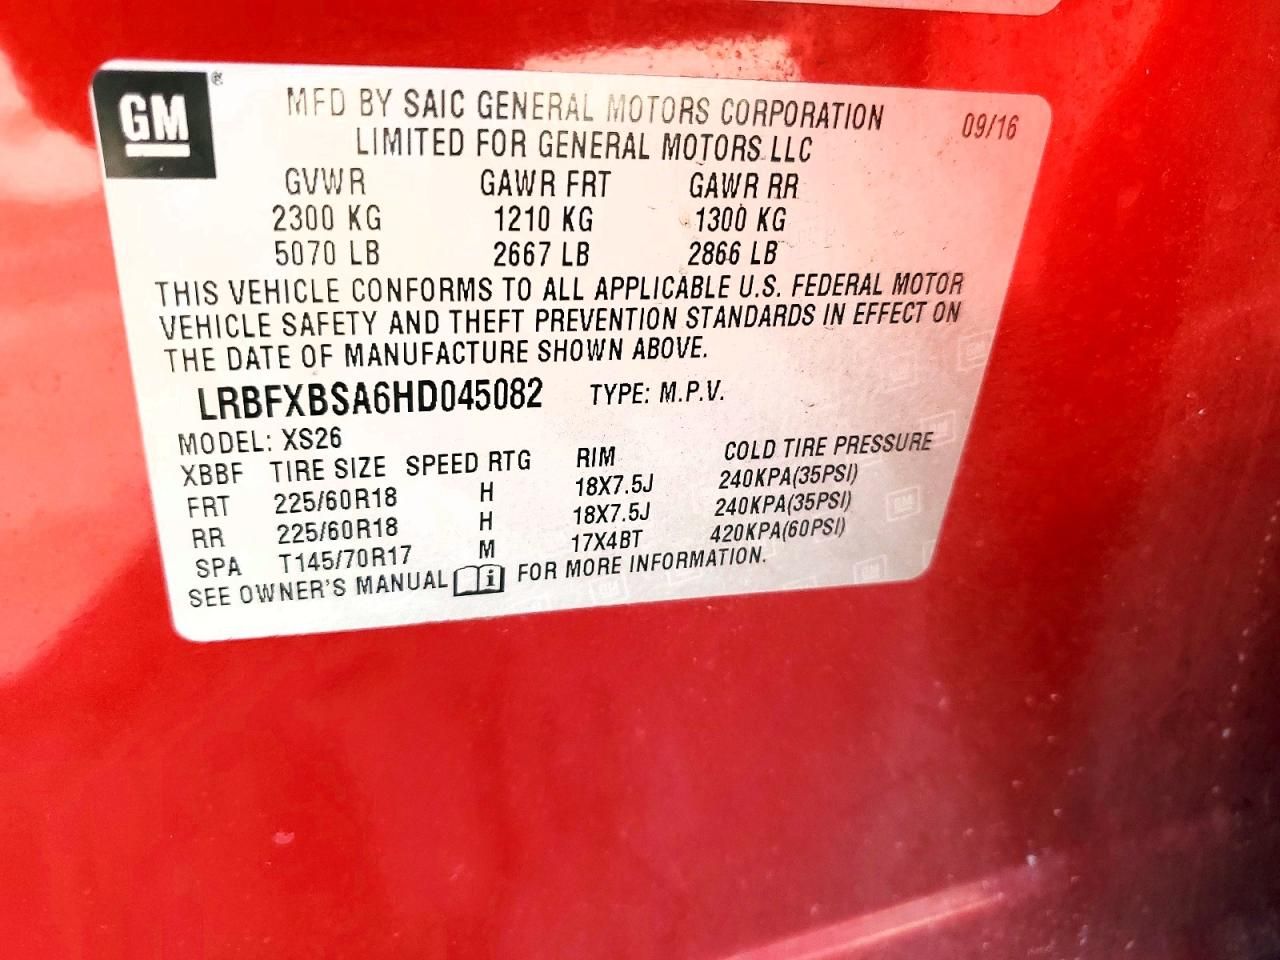 GM ®
MFD BY SAIC GENERAL MOTORS CORPORATION 09/16
LIMITED FOR GENERAL MOTORS LLC
GVWR GAWR FRT GAWR RR
2300 KG 1210 KG 1300 KG
5070 LB 2667 LB 2866 LB
THIS VEHICLE CONFORMS TO ALL APPLICABLE U.S. FEDERAL MOTOR
VEHICLE SAFETY AND THEFT PREVENTION STANDARDS IN EFFECT ON
THE DATE OF MANUFACTURE SHOWN ABOVE.
LRBFXBSA6HD045082 TYPE: M.P.V.
MODEL: XS26
XBBF TIRE SIZE SPEED RTG RIM COLD TIRE PRESSURE
FRT 225/60R18 H 18X7.5J 240KPA(35PSI)
RR 225/60R18 H 18X7.5J 240KPA(35PSI)
SPA T145/70R17 M 17X4BT 420KPA(60PSI)
SEE OWNER'S MANUAL i FOR MORE INFORMATION.